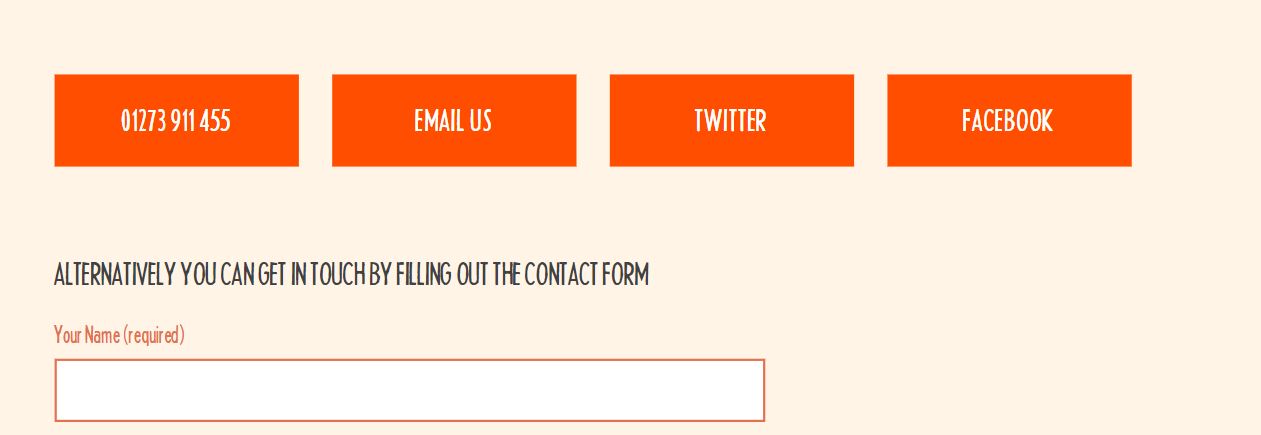 01273 911 455
EMAIL US
TWITTER
FACEBOOK
ALTERNATIVELY YOU CAN GET IN TOUCH BY FILLING OUT THE CONTACT FORM
Your Name (required)